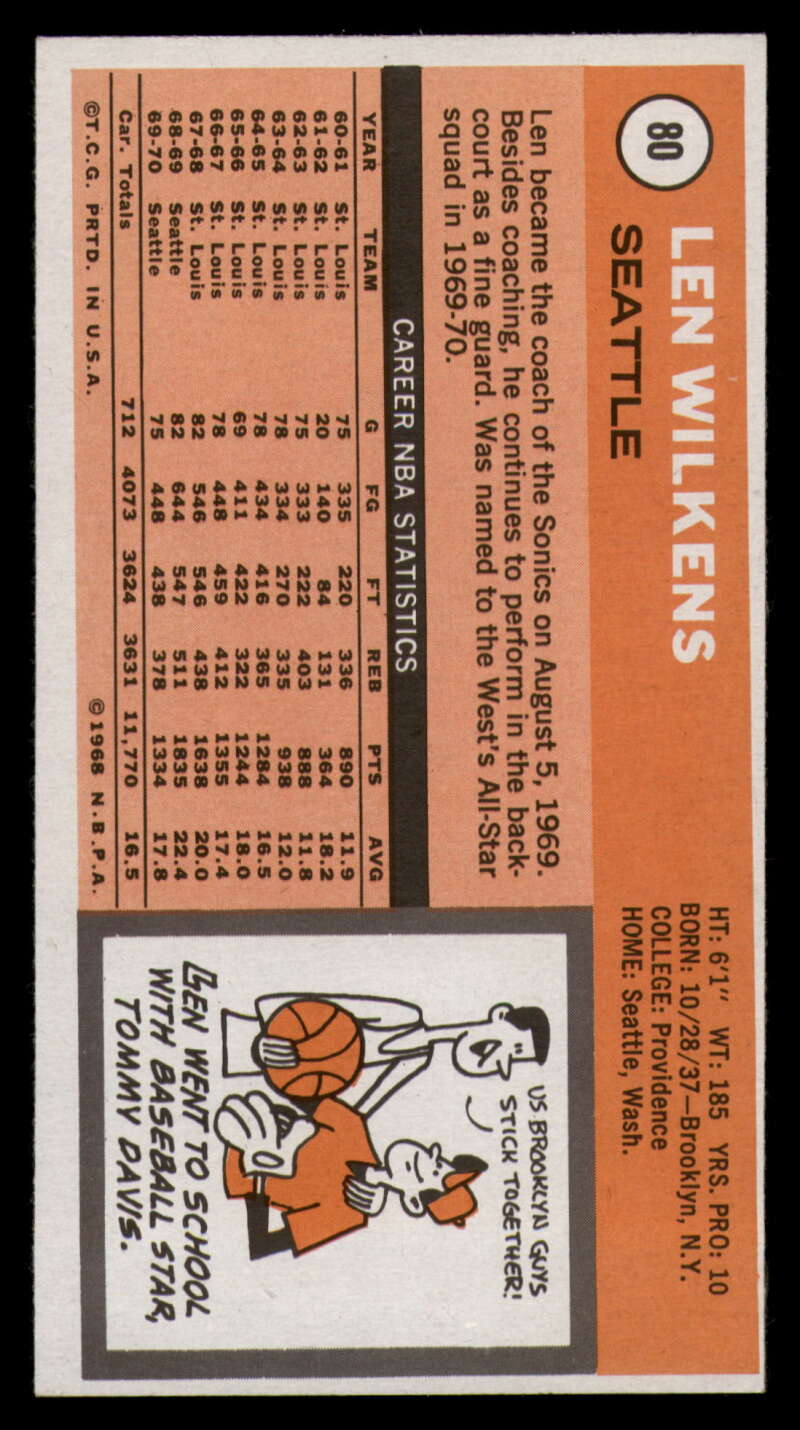 80
LEN WILKENS
SEATTLE
HT: 6'1" WT: 185 YRS. PRO: 10
BORN: 10/28/37—Brooklyn, N.Y.
COLLEGE: Providence
HOME: Seattle, Wash.
Len became the coach of the Sonics on August 5, 1969.
Besides coaching, he continues to perform in the back-
court as a fine guard. Was named to the West's All-Star
squad in 1969-70.
CAREER NBA STATISTICS
YEAR TEAM G FG FT REB PTS AVG
60-61 St. Louis 75 335 220 336 890 11.9
61-62 St. Louis 20 140 84 131 364 18.2
62-63 St. Louis 75 333 222 403 888 11.8
63-64 St. Louis 78 334 270 335 938 12.0
64-65 St. Louis 78 434 416 365 1284 16.5
65-66 St. Louis 69 411 422 322 1244 18.0
66-67 St. Louis 78 448 459 412 1355 17.4
67-68 St. Louis 82 546 546 438 1638 20.0
68-69 Seattle 82 644 547 511 1835 22.4
69-70 Seattle 75 448 438 378 1334 17.8
Car. Totals 712 4073 3624 3631 11,770 16.5
©T.C.G. PRTD. IN U.S.A. ©1968 N.B.P.A.
US BROOKLYN GUYS
STICK TOGETHER!
LEN WENT TO SCHOOL
WITH BASEBALL STAR,
TOMMY DAVIS.